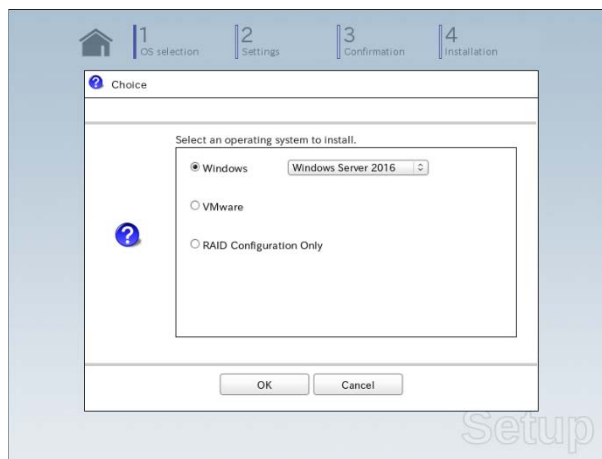 1
OS selection
2
Settings
3
Confirmation
4
Installation
Choice
Select an operating system to install.
Windows
Windows Server 2016
VMware
RAID Configuration Only
OK
Cancel
Setup